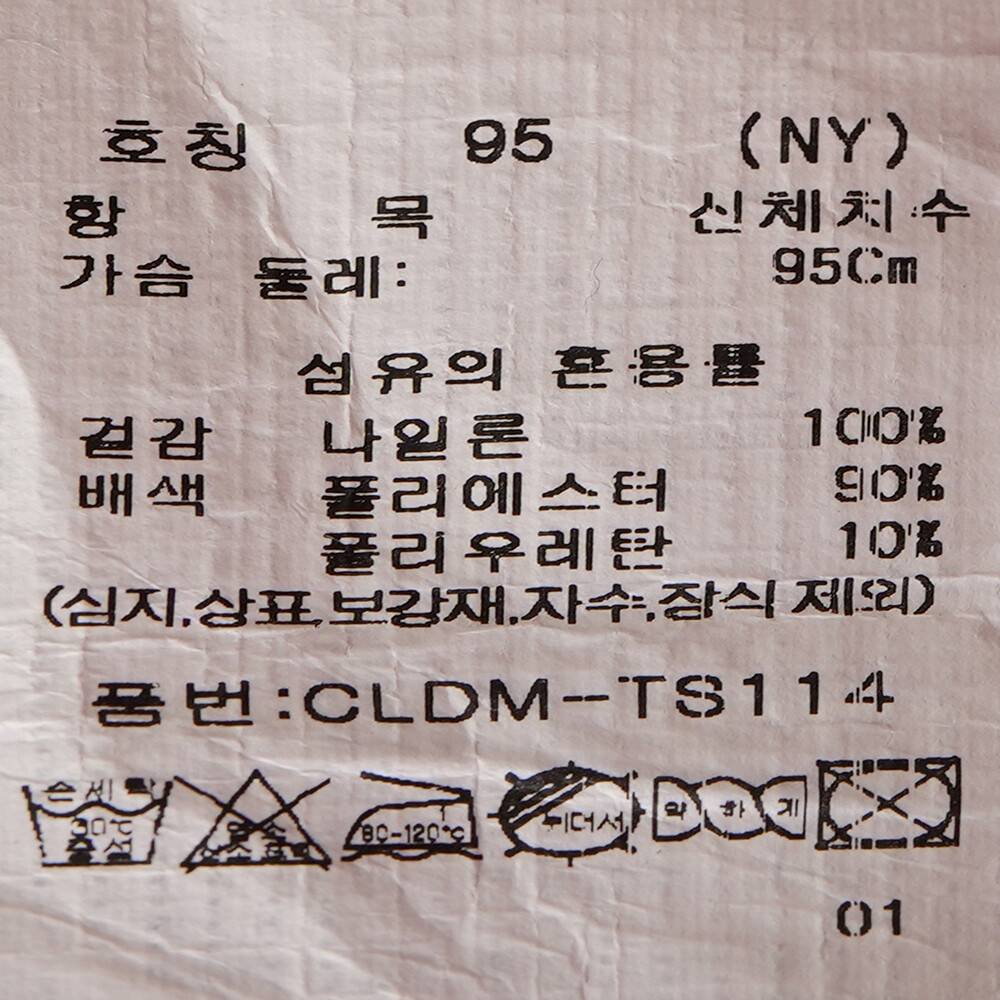 호칭 95 (NY)
항 목 신체치수
가슴 둘레: 95Cm
섬유의 혼용률
겉감 나일론 100%
배색 폴리에스터 90%
폴리우레탄 10%
(심지,상표,보강재,자수,장식 제외)
품번:CLDM-TS114
손세탁 30℃ 중성
염소
80-120℃
뉘어서
약하게
01